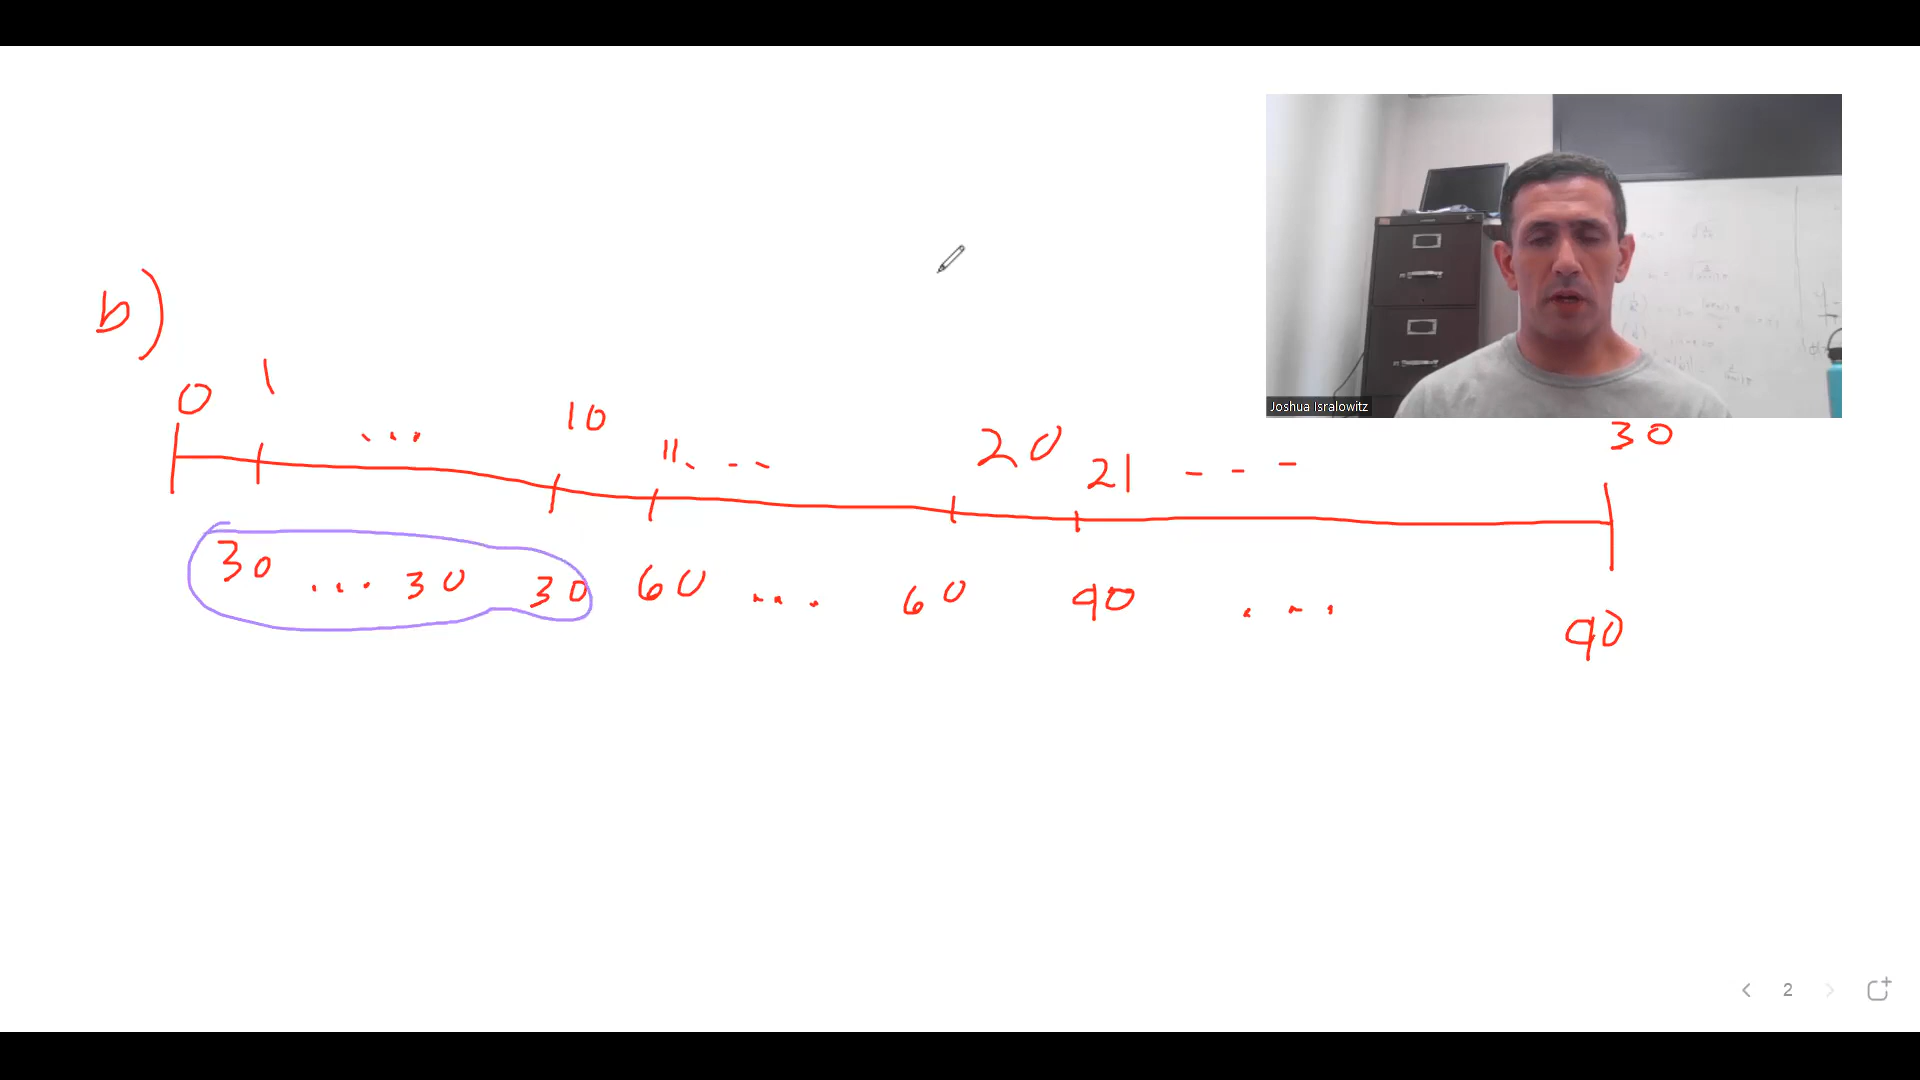 b)
0 1 ... 10 11. - - 20 21 - - - 30
30 ... 30 30 60 ... 60 90 ... 90
Joshua Isralowitz
2